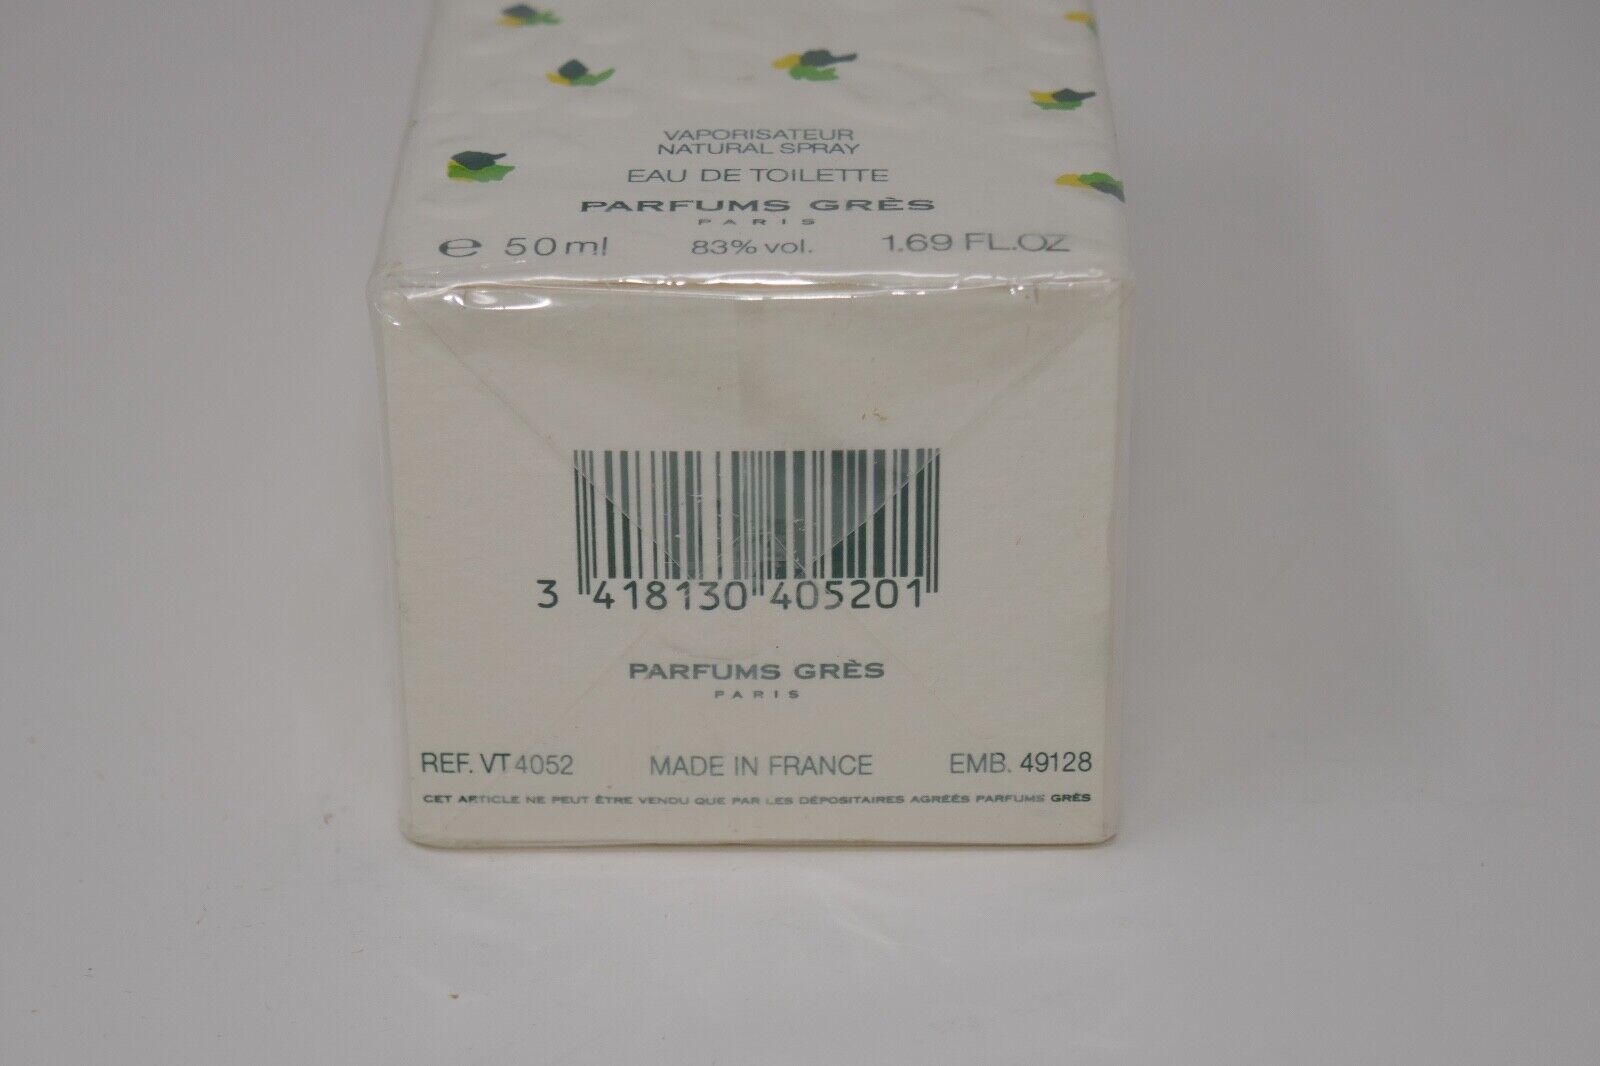 VAPORISATEUR
NATURAL SPRAY
EAU DE TOILETTE
PARFUMS GRÈS
PARIS
℮ 50 ml 83% vol. 1.69 FL.OZ
3 418130 405201
PARFUMS GRÈS
PARIS
REF. VT 4052 MADE IN FRANCE EMB. 49128
CET ARTICLE NE PEUT ÊTRE VENDU QUE PAR LES DÉPOSITAIRES AGRÉÉS PARFUMS GRÈS